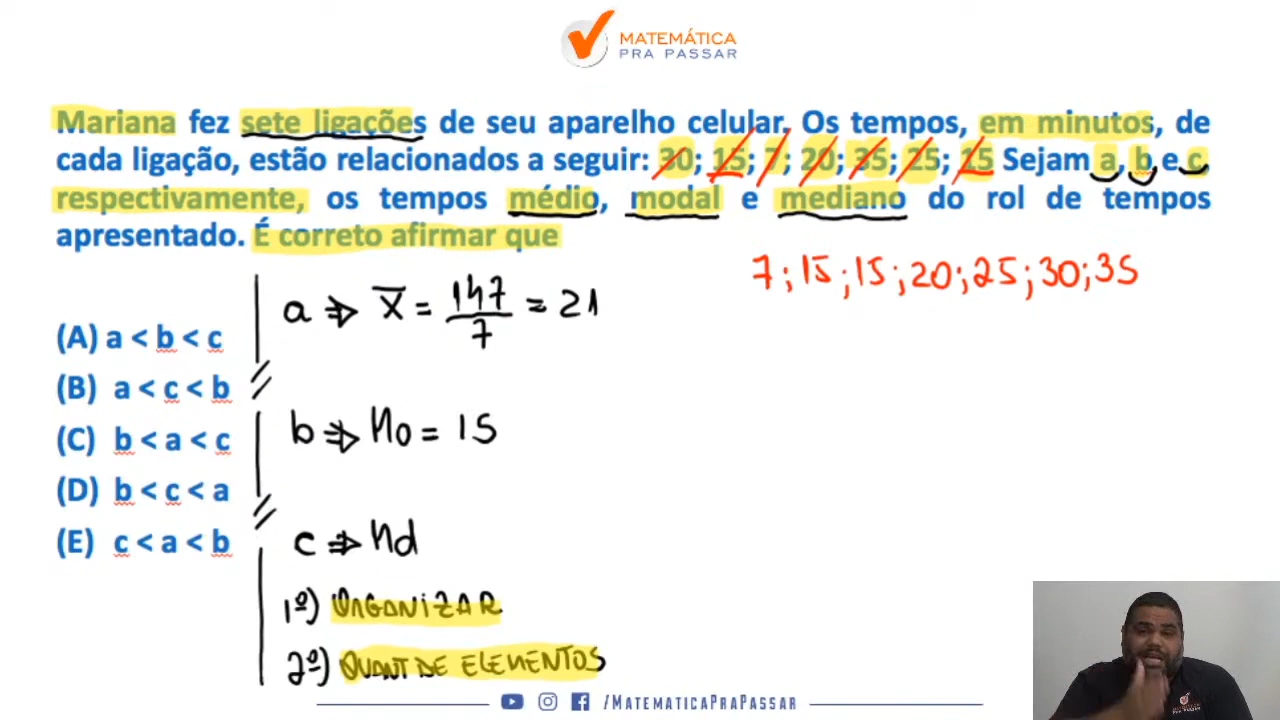 MATEMÁTICA
PRA PASSAR
Mariana fez sete ligações de seu aparelho celular. Os tempos, em minutos, de
cada ligação, estão relacionados a seguir: 30; 15; 7; 20; 35; 25; 15 Sejam a, b e c,
respectivamente, os tempos médio, modal e mediano do rol de tempos
apresentado. É correto afirmar que
7; 15; 15; 20; 25; 30; 35
(A) a < b < c
(B) a < c < b
(C) b < a < c
(D) b < c < a
(E) c < a < b
a ⇒ X̅ = 147/7 = 21
b ⇒ Mo = 15
c ⇒ Md
1º) ORGANIZAR
2º) QUANT DE ELEMENTOS
MATEMÁTICA
PRA PASSAR
/MATEMATICAPRAPASSAR